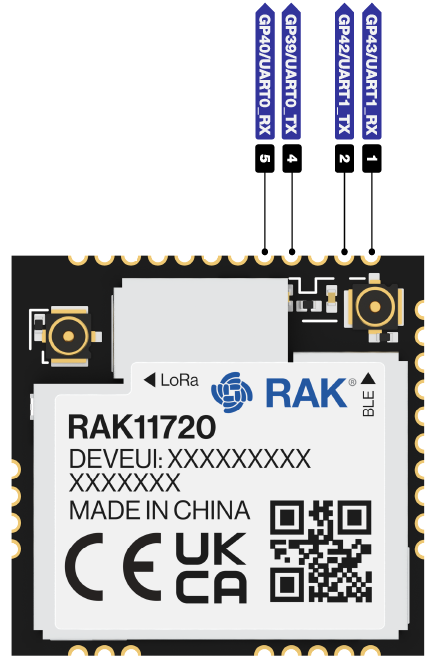 GP40/UART0_RX
GP39/UART0_TX
GP42/UART1_TX
GP43/UART1_RX
5
4
2
1
LoRa
RAK®
BLE
RAK11720
DEVEUI: XXXXXXXXX
XXXXXXX
MADE IN CHINA
CE
UK
CA